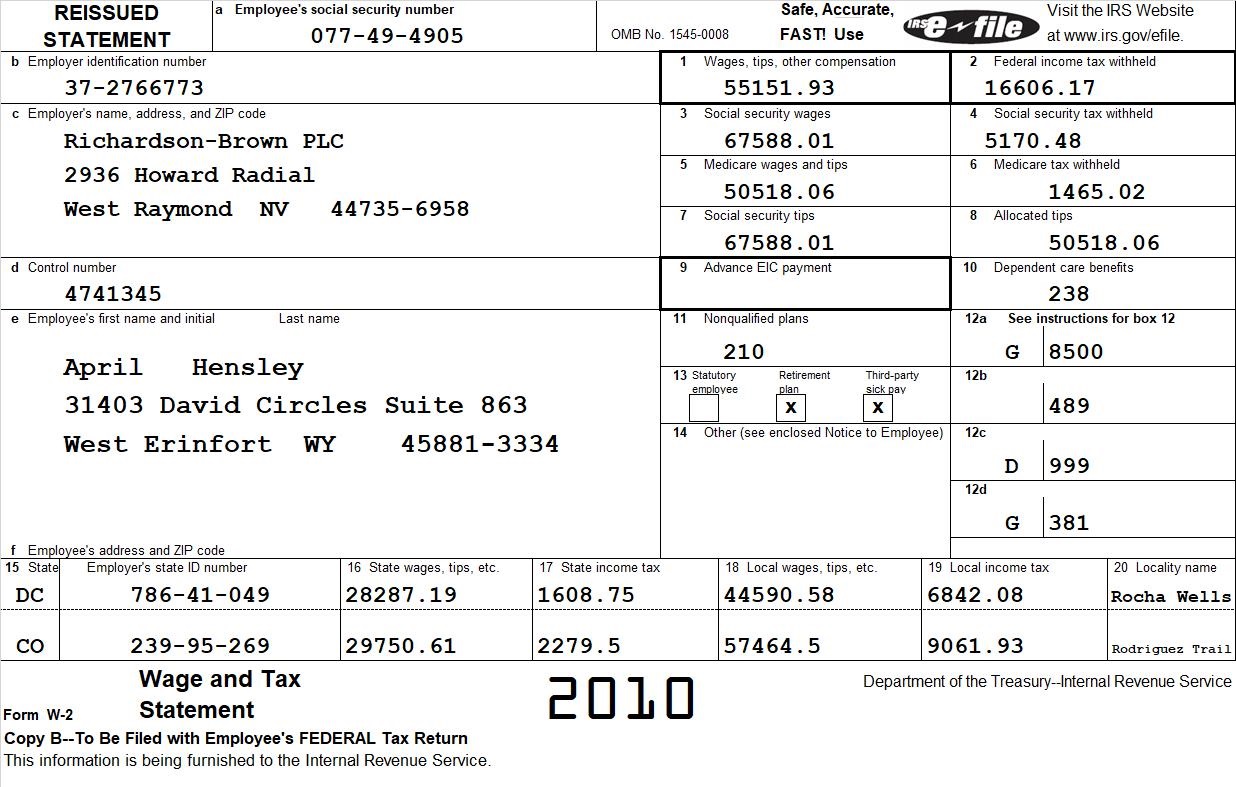 REISSUED STATEMENT
a Employee's social security number
077-49-4905
OMB No. 1545-0008
Safe, Accurate,
FAST! Use
IRS e-file
Visit the IRS Website
at www.irs.gov/efile.
b Employer identification number
37-2766773
1 Wages, tips, other compensation
55151.93
2 Federal income tax withheld
16606.17
c Employer's name, address, and ZIP code
Richardson-Brown PLC
2936 Howard Radial
West Raymond NV 44735-6958
3 Social security wages
67588.01
4 Social security tax withheld
5170.48
5 Medicare wages and tips
50518.06
6 Medicare tax withheld
1465.02
7 Social security tips
67588.01
8 Allocated tips
50518.06
d Control number
4741345
9 Advance EIC payment
10 Dependent care benefits
238
e Employee's first name and initial Last name
April Hensley
31403 David Circles Suite 863
West Erinfort WY 45881-3334
f Employee's address and ZIP code
11 Nonqualified plans
210
12a See instructions for box 12
G 8500
13 Statutory employee
Retirement plan
X
Third-party sick pay
X
12b
489
14 Other (see enclosed Notice to Employee)
12c
D 999
12d
G 381
15 State Employer's state ID number 16 State wages, tips, etc. 17 State income tax 18 Local wages, tips, etc. 19 Local income tax 20 Locality name
DC 786-41-049 28287.19 1608.75 44590.58 6842.08 Rocha Wells
CO 239-95-269 29750.61 2279.5 57464.5 9061.93 Rodriguez Trail
Form W-2
Wage and Tax
Statement
2010
Department of the Treasury--Internal Revenue Service
Copy B--To Be Filed with Employee's FEDERAL Tax Return
This information is being furnished to the Internal Revenue Service.